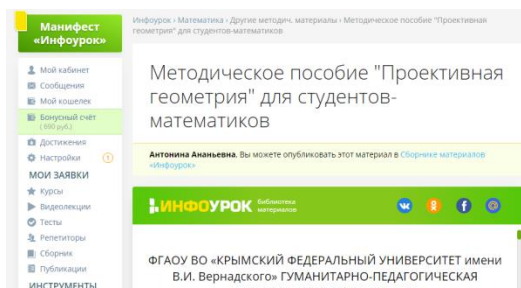 Манифест
«Инфоурок»
Мой кабинет
Сообщения
Мой кошелек
Бонусный счёт
( 690 руб.)
Достижения
Настройки
МОИ ЗАЯВКИ
Курсы
Видеолекции
Тесты
Репетиторы
Сборник
Публикации
ИНСТРУМЕНТЫ
Инфоурок › Математика › Другие методич. материалы › Методическое пособие "Проективная
геометрия" для студентов-математиков
Методическое пособие "Проективная
геометрия" для студентов-
математиков
Антонина Ананьевна, Вы можете опубликовать этот материал в Сборнике материалов
«Инфоурок»
ИНФОУРОК библиотека
материалов
ФГАОУ ВО «КРЫМСКИЙ ФЕДЕРАЛЬНЫЙ УНИВЕРСИТЕТ имени
В.И. Вернадского» ГУМАНИТАРНО-ПЕДАГОГИЧЕСКАЯ